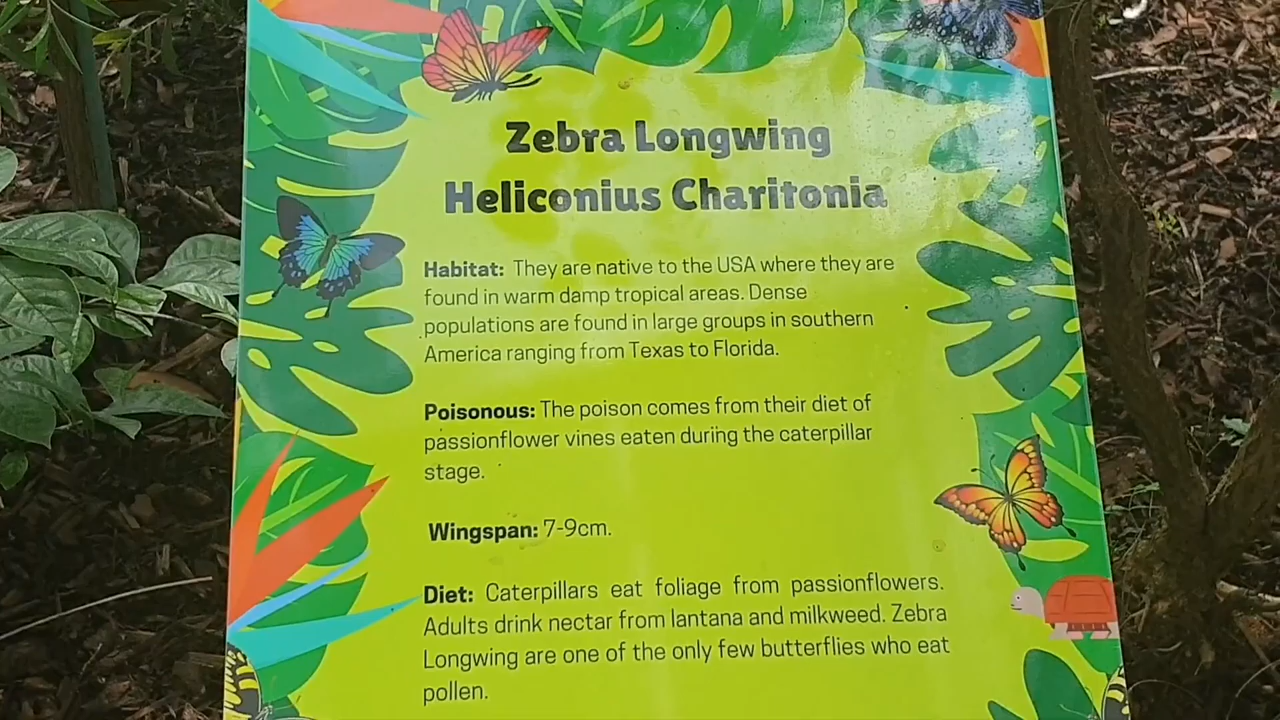 Zebra Longwing
Heliconius Charitonia
Habitat: They are native to the USA where they are
found in warm damp tropical areas. Dense
populations are found in large groups in southern
America ranging from Texas to Florida.
Poisonous: The poison comes from their diet of
passionflower vines eaten during the caterpillar
stage.
Wingspan: 7-9cm.
Diet: Caterpillars eat foliage from passionflowers.
Adults drink nectar from lantana and milkweed. Zebra
Longwing are one of the only few butterflies who eat
pollen.